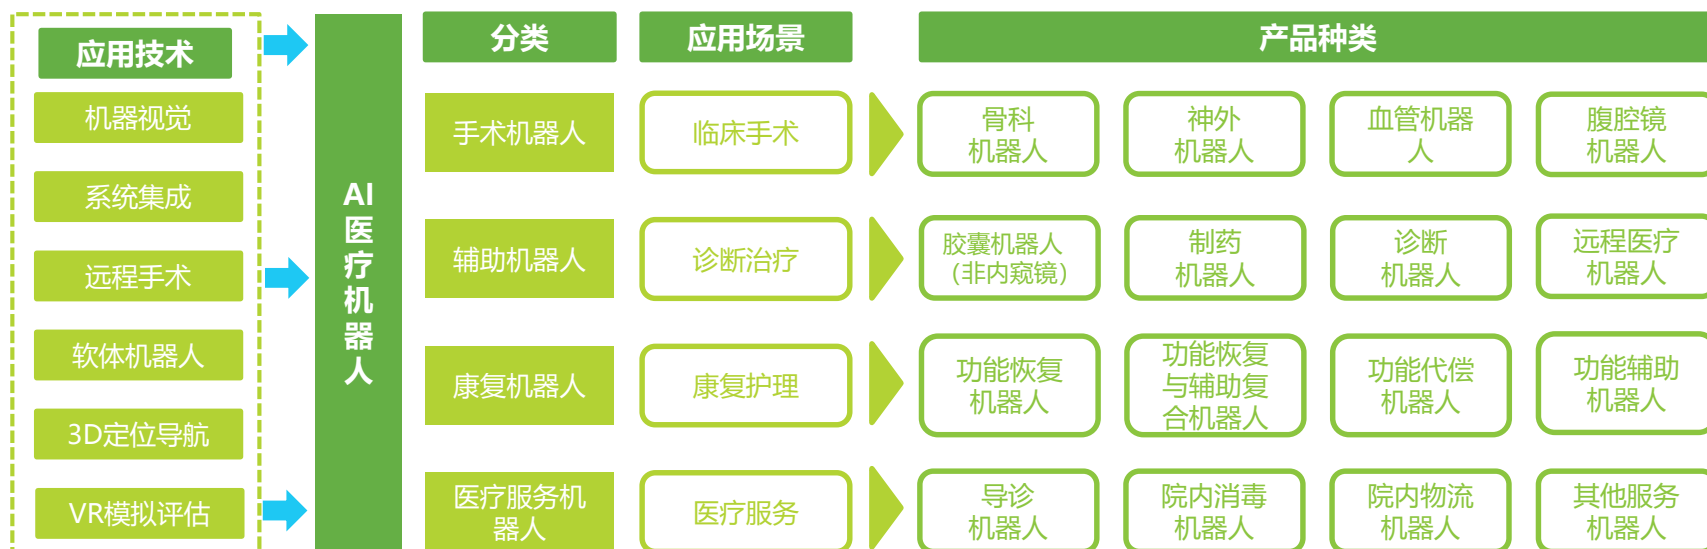 应用技术
机器视觉
系统集成
远程手术
软体机器人
3D定位导航
VR模拟评估
AI
医
疗
机
器
人
分类
应用场景
产品种类
手术机器人
临床手术
骨科
机器人
神外
机器人
血管机器
人
腹腔镜
机器人
辅助机器人
诊断治疗
胶囊机器人
（非内窥镜）
制药
机器人
诊断
机器人
远程医疗
机器人
康复机器人
康复护理
功能恢复
机器人
功能恢复
与辅助复
合机器人
功能代偿
机器人
功能辅助
机器人
医疗服务机
器人
医疗服务
导诊
机器人
院内消毒
机器人
院内物流
机器人
其他服务
机器人